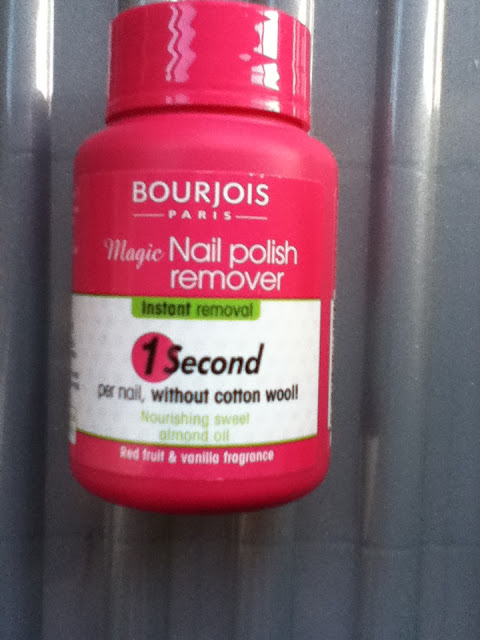 BOURJOIS
PARIS
Magic Nail polish
remover
Instant removal
1 Second
per nail, without cotton wool!
Nourishing sweet
almond oil
Red fruit & vanilla fragrance